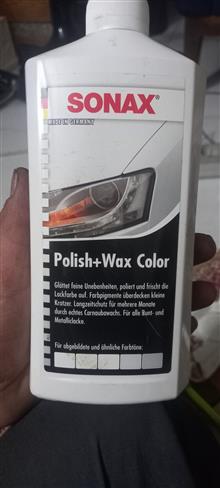 SONAX®
MADE IN GERMANY
Polish+Wax Color
Glättet feine Unebenheiten, poliert und frischt die
Lackfarbe auf. Farbpigmente überdecken kleine
Kratzer. Langzeitschutz für mehrere Monate
durch echtes Carnaubawachs. Für alle Bunt- und
Metalliclacke.
Für abgebildete und ähnliche Farbtöne: